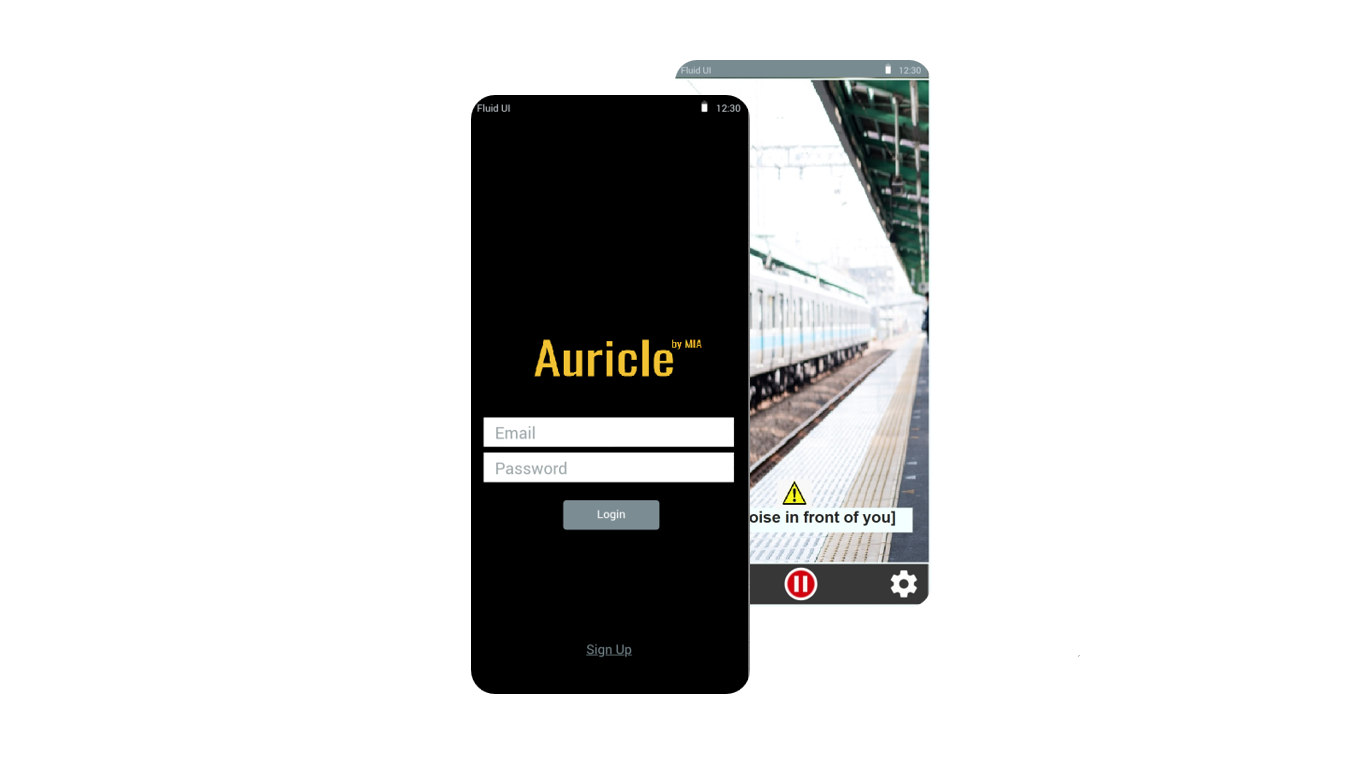 Fluid UI 12:30
Fluid UI 12:30
Auricle by MIA
Email
Password
Login
Sign Up
in front of you]